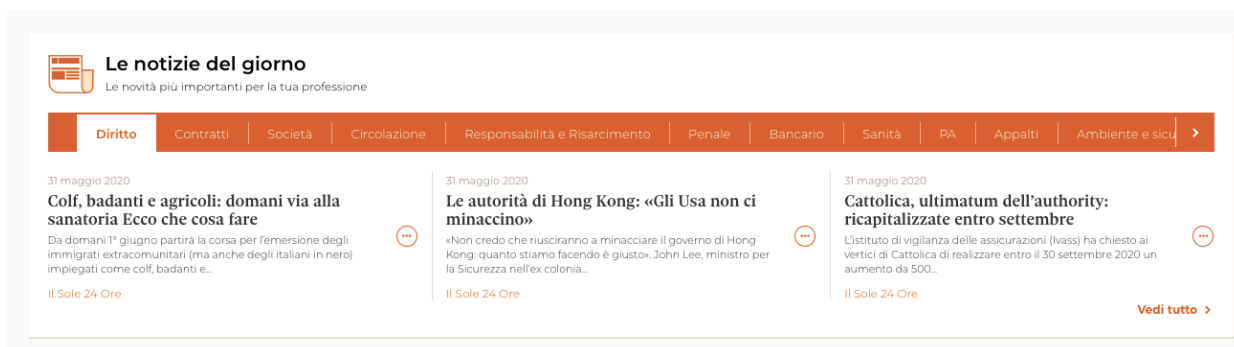 Le notizie del giorno
Le novità più importanti per la tua professione
Diritto Contratti Società Circolazione Responsabilità e Risarcimento Penale Bancario Sanità PA Appalti Ambiente e sicu
31 maggio 2020
Colf, badanti e agricoli: domani via alla
sanatoria Ecco che cosa fare
Da domani 1° giugno partirà la corsa per l'emersione degli
immigrati extracomunitari (ma anche degli italiani in nero)
impiegati come colf, badanti e...
Il Sole 24 Ore
31 maggio 2020
Le autorità di Hong Kong: «Gli Usa non ci
minaccino»
«Non credo che riusciranno a minacciare il governo di Hong
Kong: quanto stiamo facendo è giusto». John Lee, ministro per
la Sicurezza nell'ex colonia...
Il Sole 24 Ore
31 maggio 2020
Cattolica, ultimatum dell'authority:
ricapitalizzate entro settembre
L'istituto di vigilanza delle assicurazioni (Ivass) ha chiesto ai
vertici di Cattolica di realizzare entro il 30 settembre 2020 un
aumento da 500...
Il Sole 24 Ore
Vedi tutto